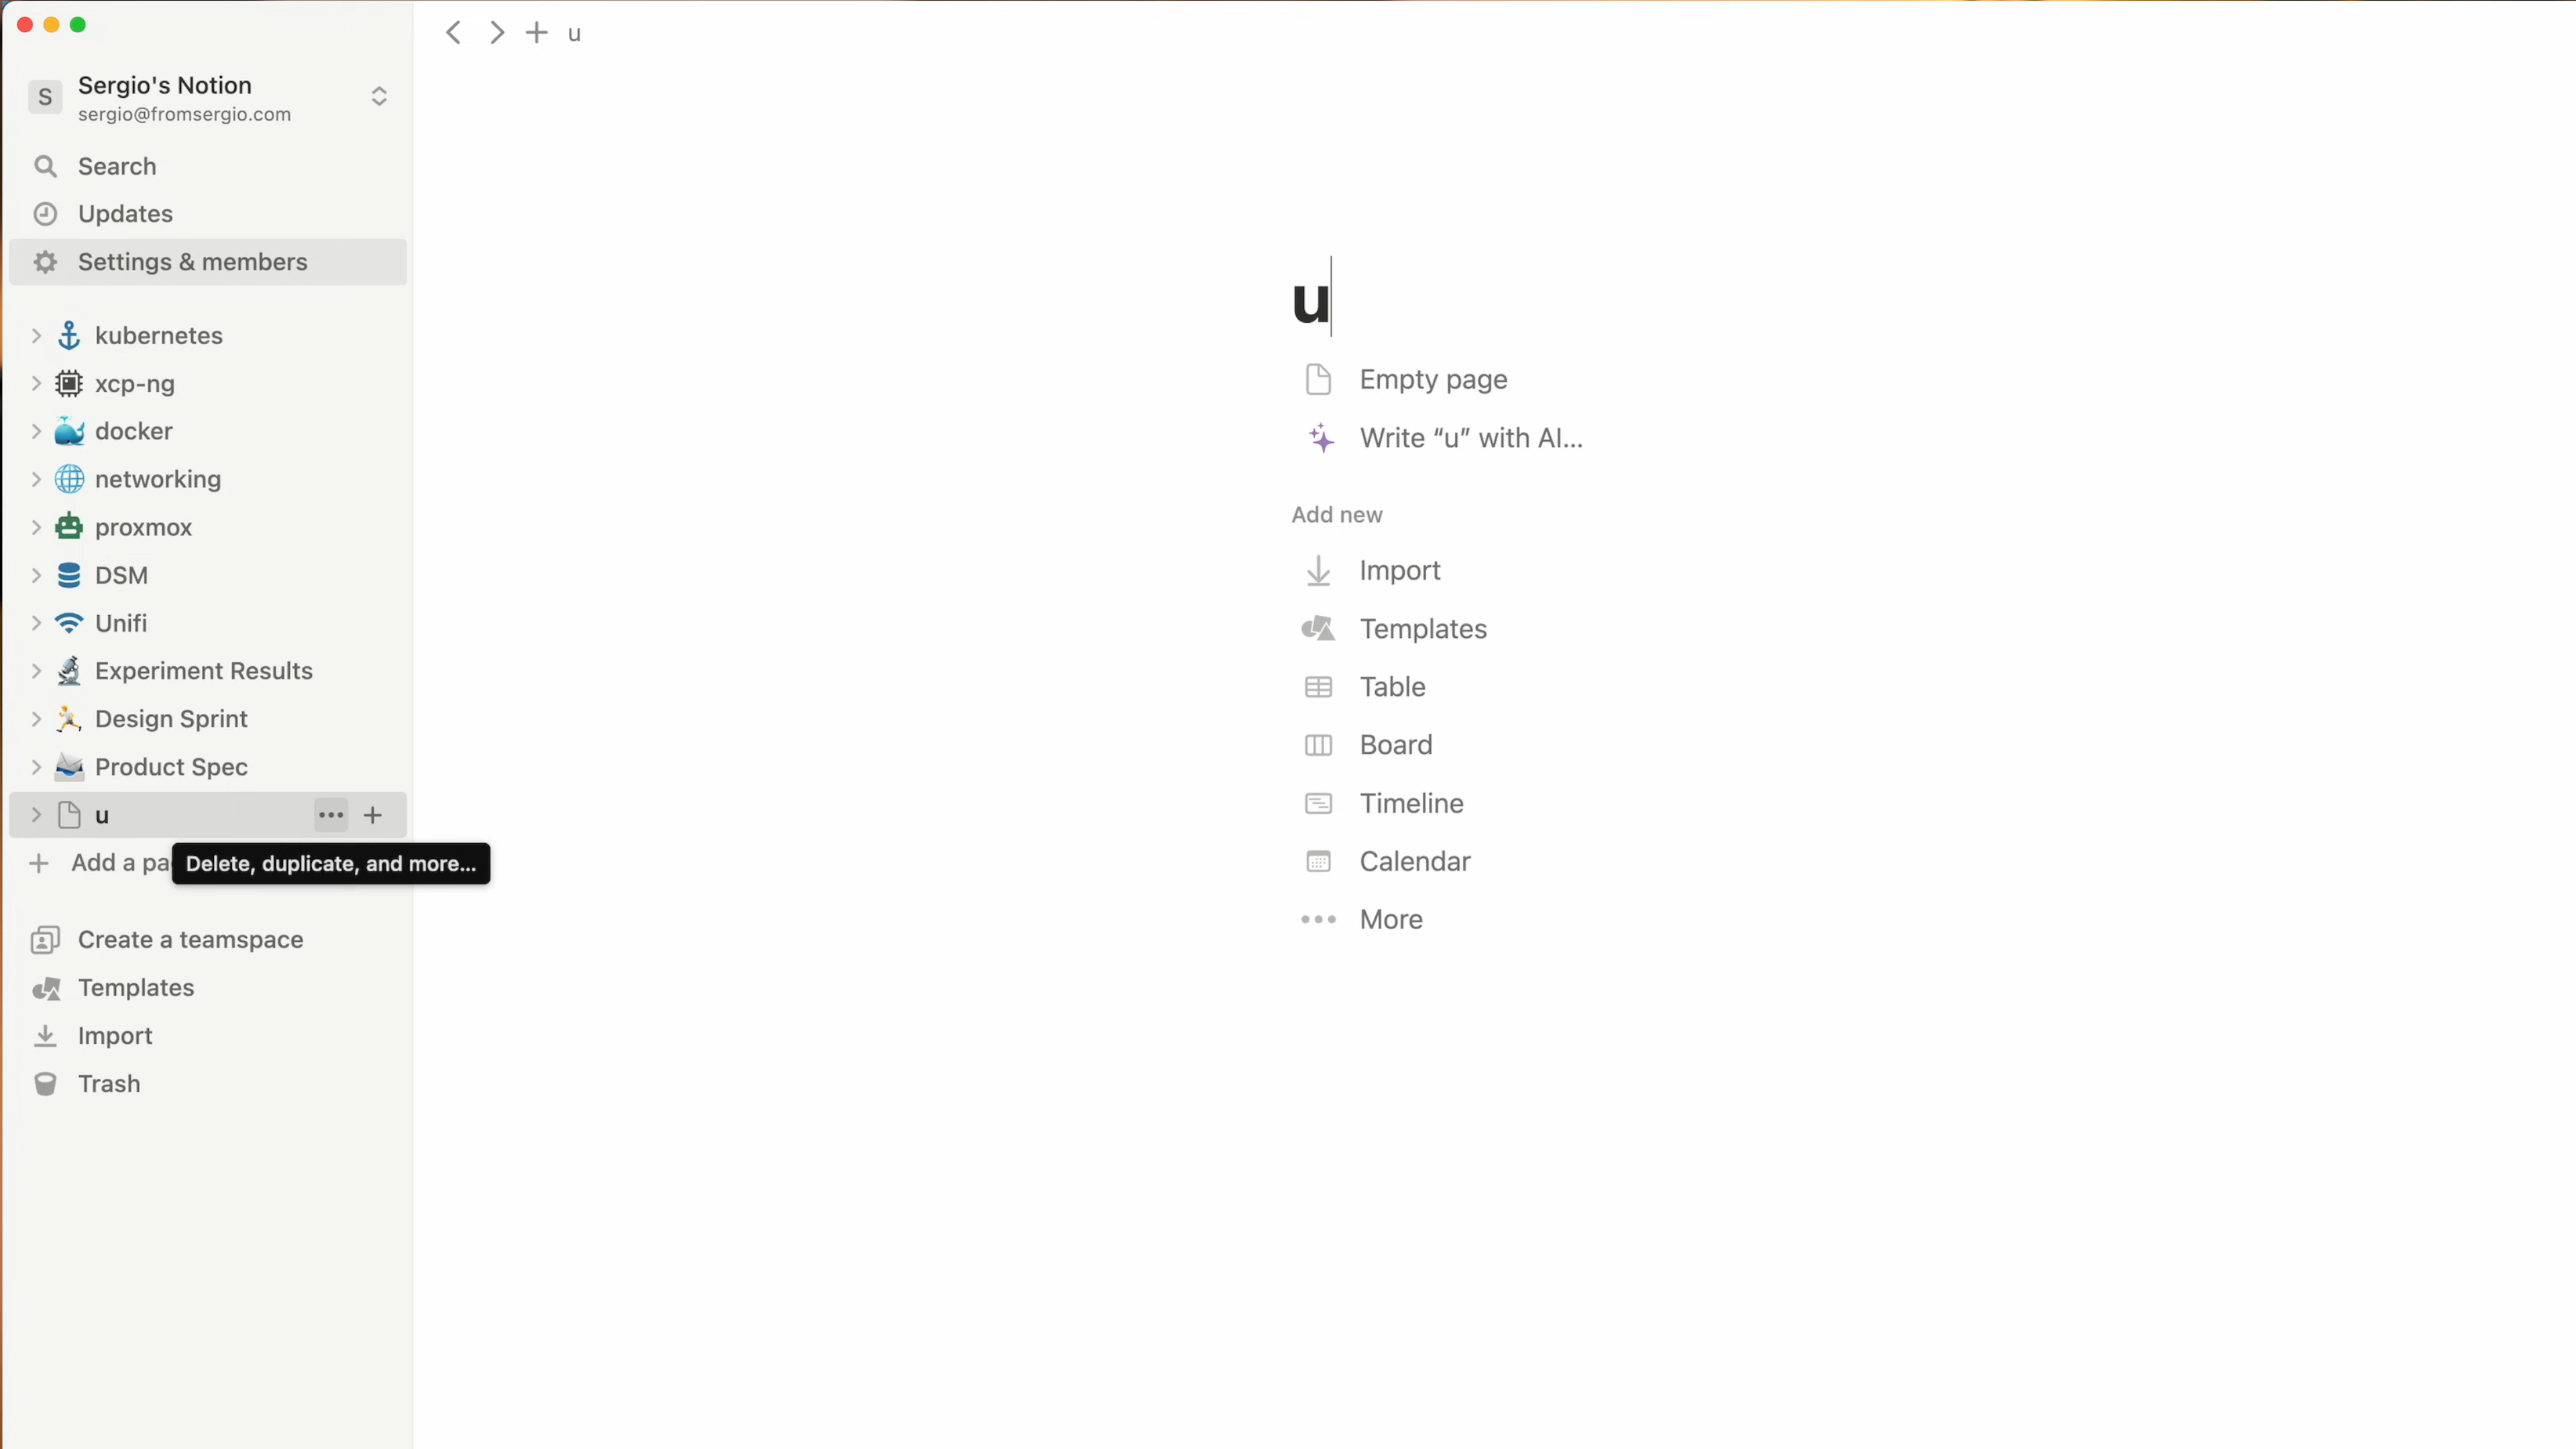 u
S
Sergio's Notion
sergio@fromsergio.com
Search
Updates
Settings & members
kubernetes
xcp-ng
docker
networking
proxmox
DSM
Unifi
Experiment Results
Design Sprint
Product Spec
u
Add a pa
Delete, duplicate, and more...
Create a teamspace
Templates
Import
Trash
u
Empty page
Write “u” with AI...
Add new
Import
Templates
Table
Board
Timeline
Calendar
More